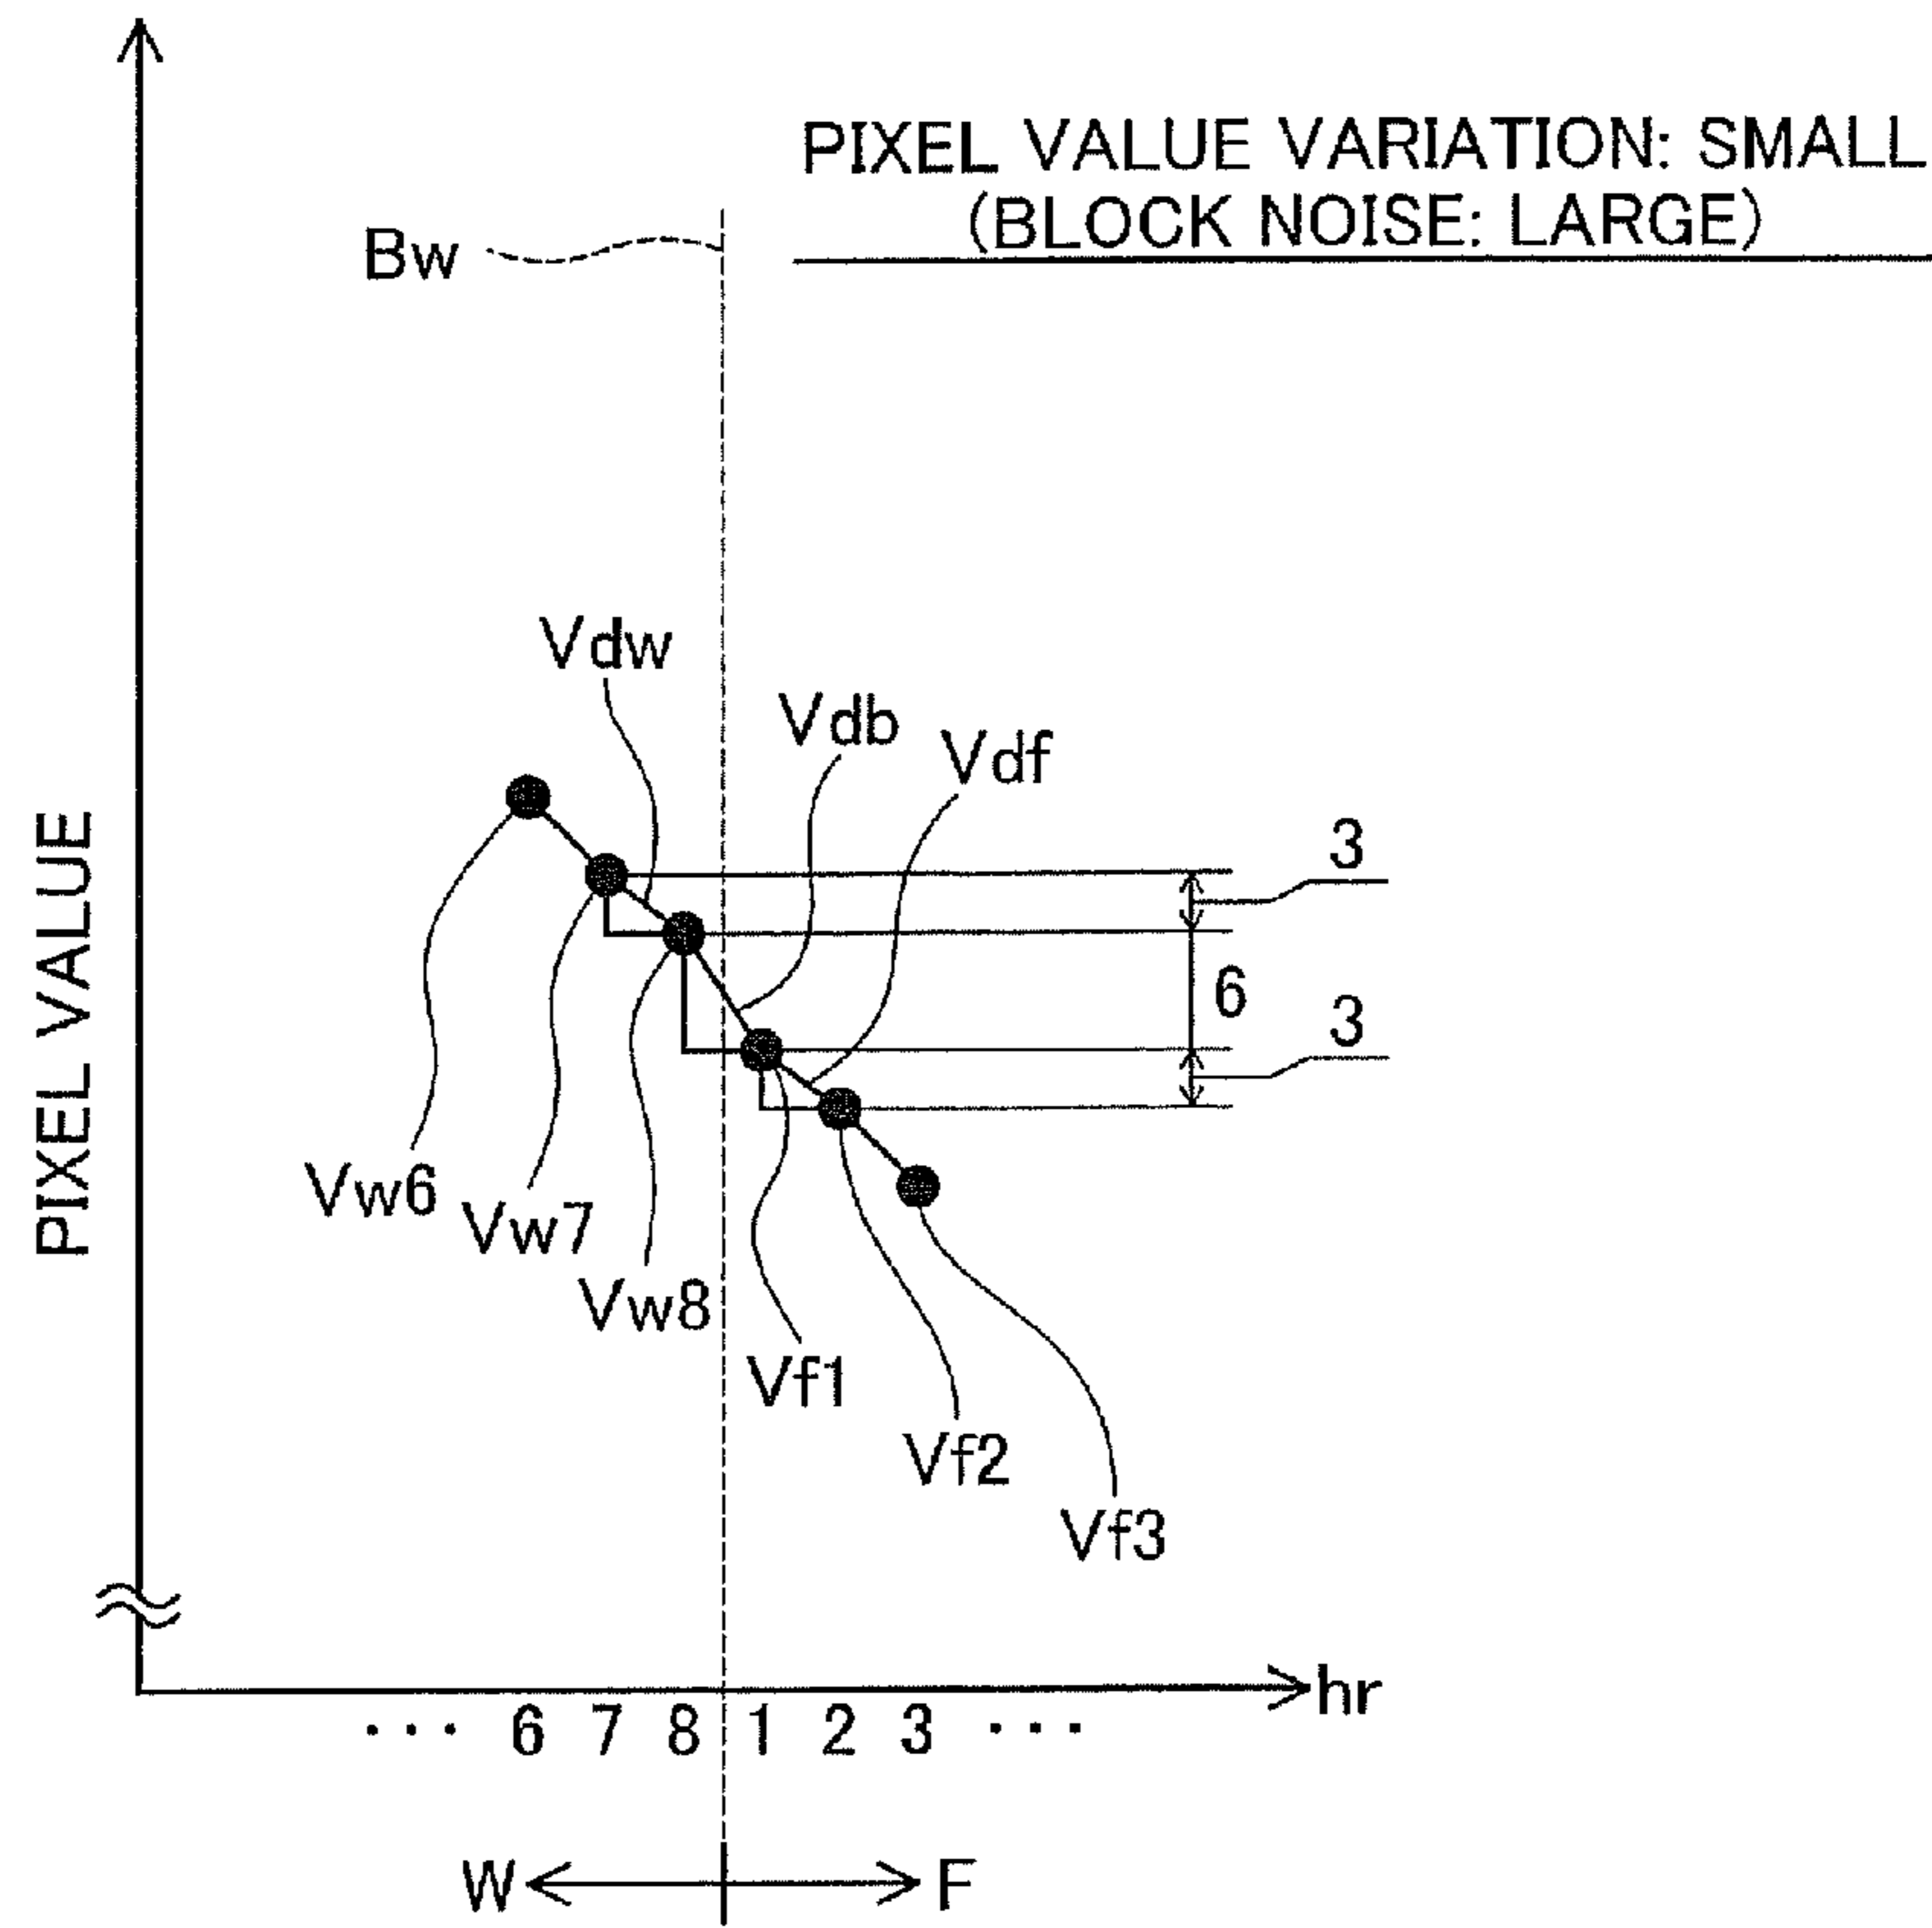 PIXEL VALUE VARIATION: SMALL
(BLOCK NOISE: LARGE)
Bw
Vdw
Vdb
Vdf
3
6
3
PIXEL VALUE
Vw6
Vw7
Vw8
Vf1
Vf2
Vf3
hr
... 6 7 8 1 2 3 ...
W F